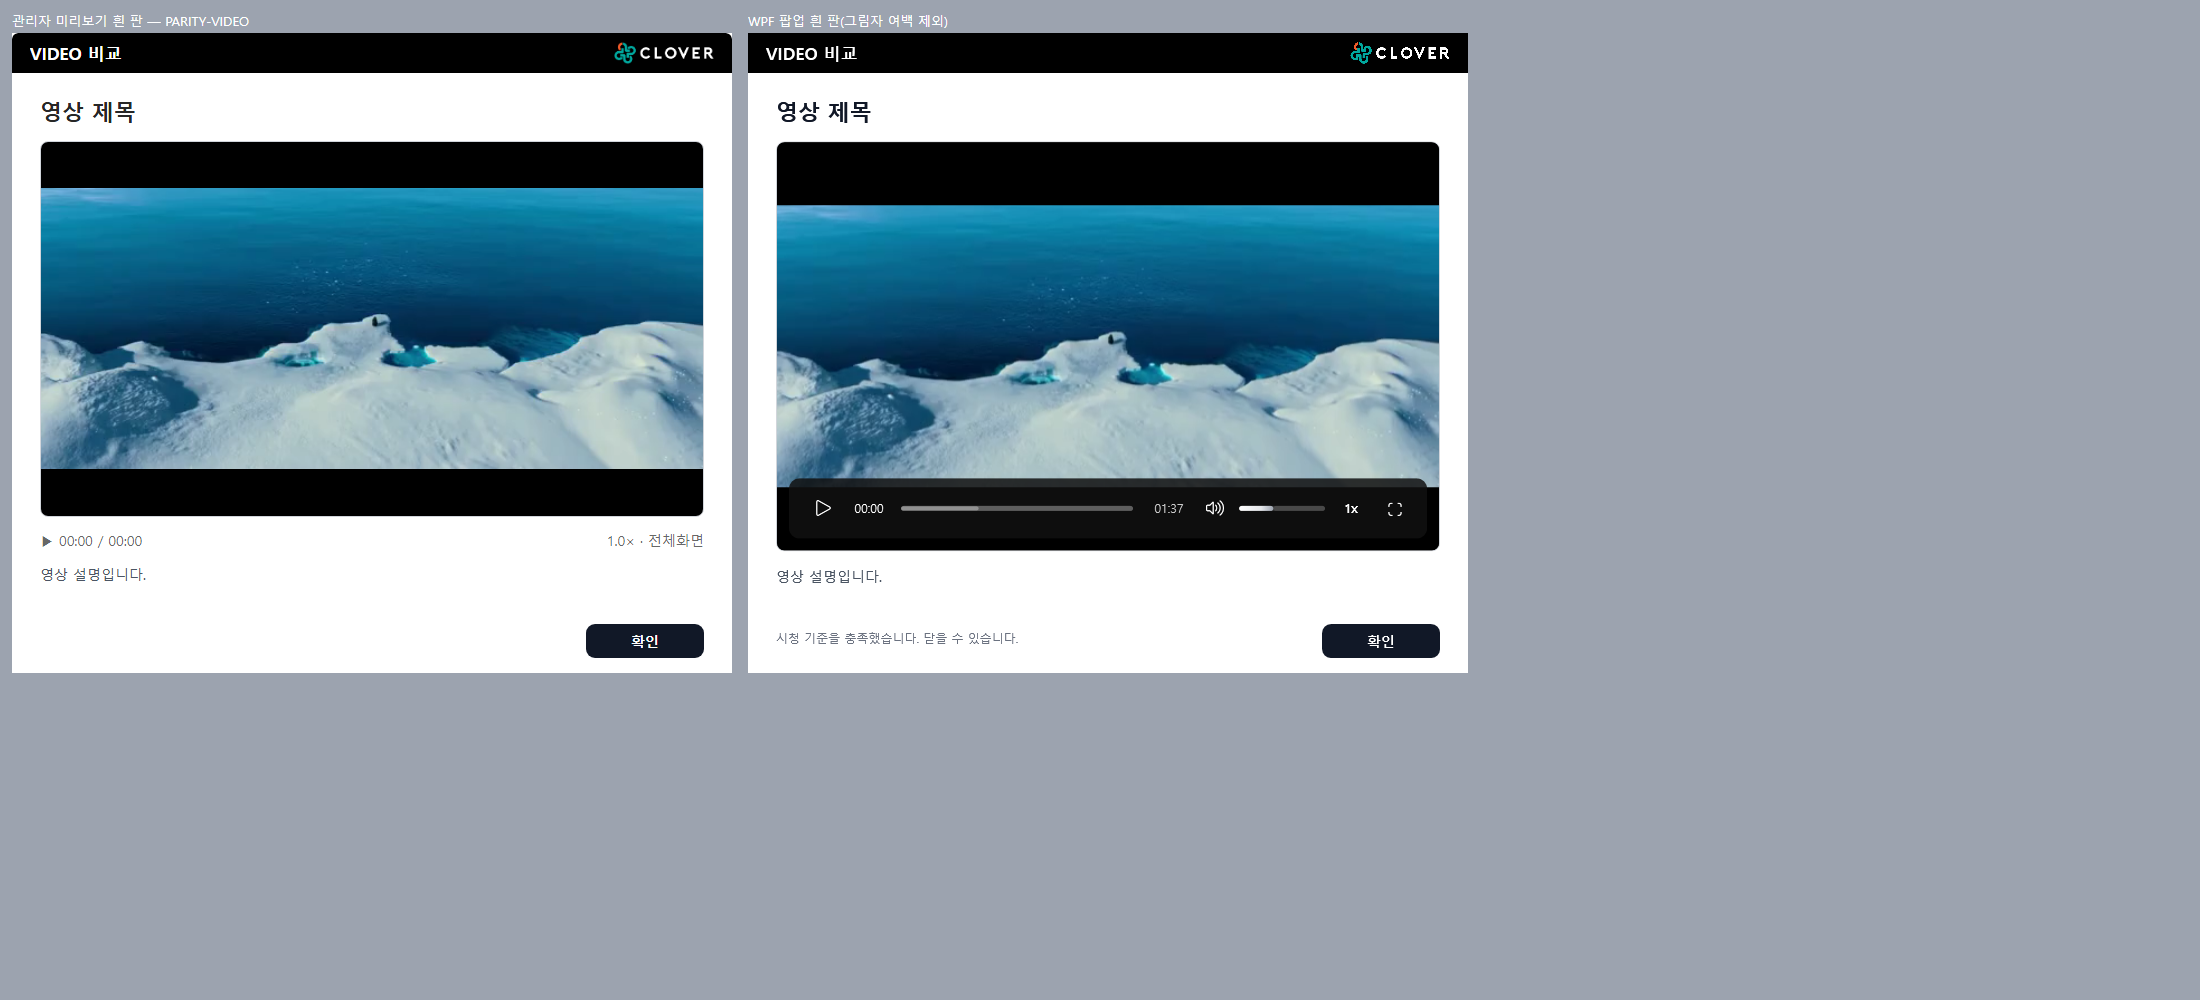 관리자 미리보기 흰 판 — PARITY-VIDEO
VIDEO 비교
CLOVER
영상 제목
▶ 00:00 / 00:00
1.0× · 전체화면
영상 설명입니다.
확인
WPF 팝업 흰 판(그림자 여백 제외)
VIDEO 비교
CLOVER
영상 제목
00:00
01:37
1x
영상 설명입니다.
시청 기준을 충족했습니다. 닫을 수 있습니다.
확인